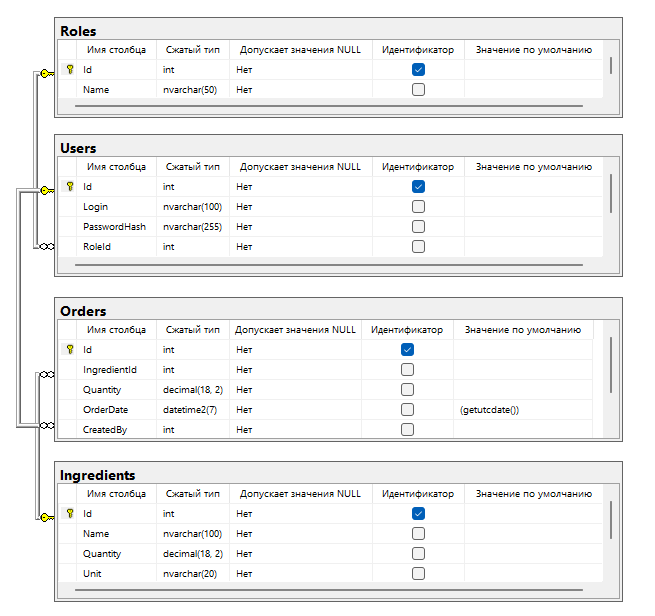 Roles
Имя столбца Сжатый тип Допускает значения NULL Идентификатор Значение по умолчанию
Id int Нет
Name nvarchar(50) Нет
Users
Имя столбца Сжатый тип Допускает значения NULL Идентификатор Значение по умолчанию
Id int Нет
Login nvarchar(100) Нет
PasswordHash nvarchar(255) Нет
RoleId int Нет
Orders
Имя столбца Сжатый тип Допускает значения NULL Идентификатор Значение по умолчанию
Id int Нет
IngredientId int Нет
Quantity decimal(18, 2) Нет
OrderDate datetime2(7) Нет (getutcdate())
CreatedBy int Нет
Ingredients
Имя столбца Сжатый тип Допускает значения NULL Идентификатор Значение по умолчанию
Id int Нет
Name nvarchar(100) Нет
Quantity decimal(18, 2) Нет
Unit nvarchar(20) Нет